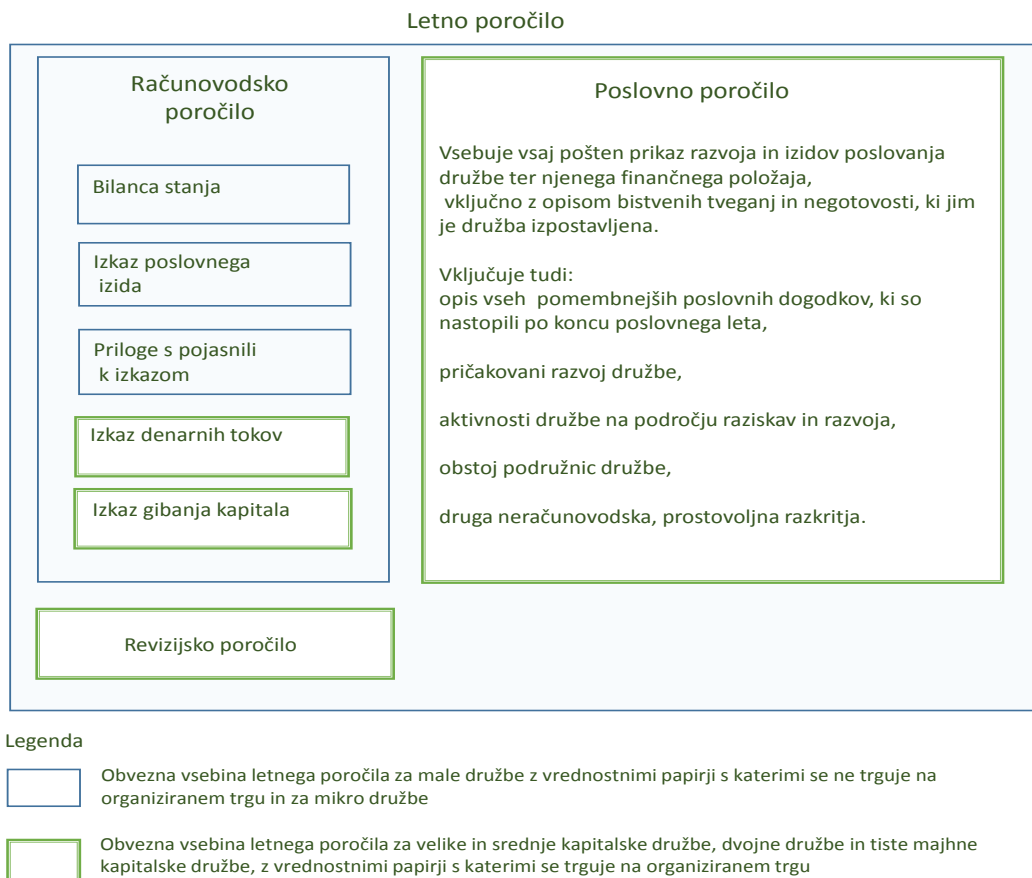 Letno poročilo
Računovodsko
poročilo
Bilanca stanja
Izkaz poslovnega
izida
Priloge s pojasnili
k izkazom
Izkaz denarnih tokov
Izkaz gibanja kapitala
Revizijsko poročilo
Poslovno poročilo
Vsebuje vsaj pošten prikaz razvoja in izidov poslovanja
družbe ter njenega finančnega položaja,
vključno z opisom bistvenih tveganj in negotovosti, ki jim
je družba izpostavljena.
Vključuje tudi:
opis vseh pomembnejših poslovnih dogodkov, ki so
nastopili po koncu poslovnega leta,
pričakovani razvoj družbe,
aktivnosti družbe na področju raziskav in razvoja,
obstoj podružnic družbe,
druga neračunovodska, prostovoljna razkritja.
Legenda
Obvezna vsebina letnega poročila za male družbe z vrednostnimi papirji s katerimi se ne trguje na
organiziranem trgu in za mikro družbe
Obvezna vsebina letnega poročila za velike in srednje kapitalske družbe, dvojne družbe in tiste majhne
kapitalske družbe, z vrednostnimi papirji s katerimi se trguje na organiziranem trgu